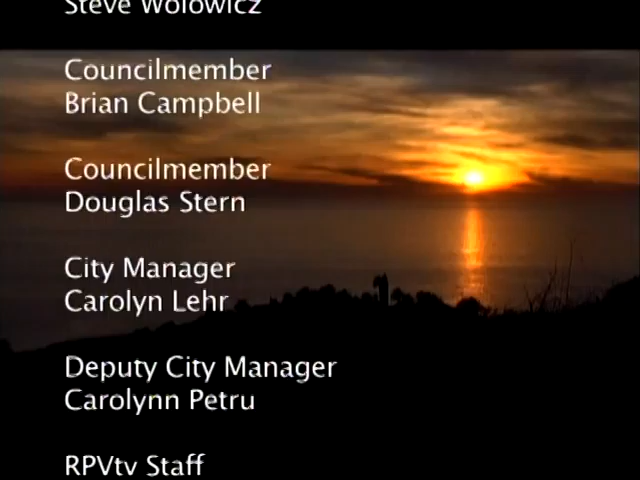 Steve Wolowicz
Councilmember
Brian Campbell
Councilmember
Douglas Stern
City Manager
Carolyn Lehr
Deputy City Manager
Carolynn Petru
RPVtv Staff